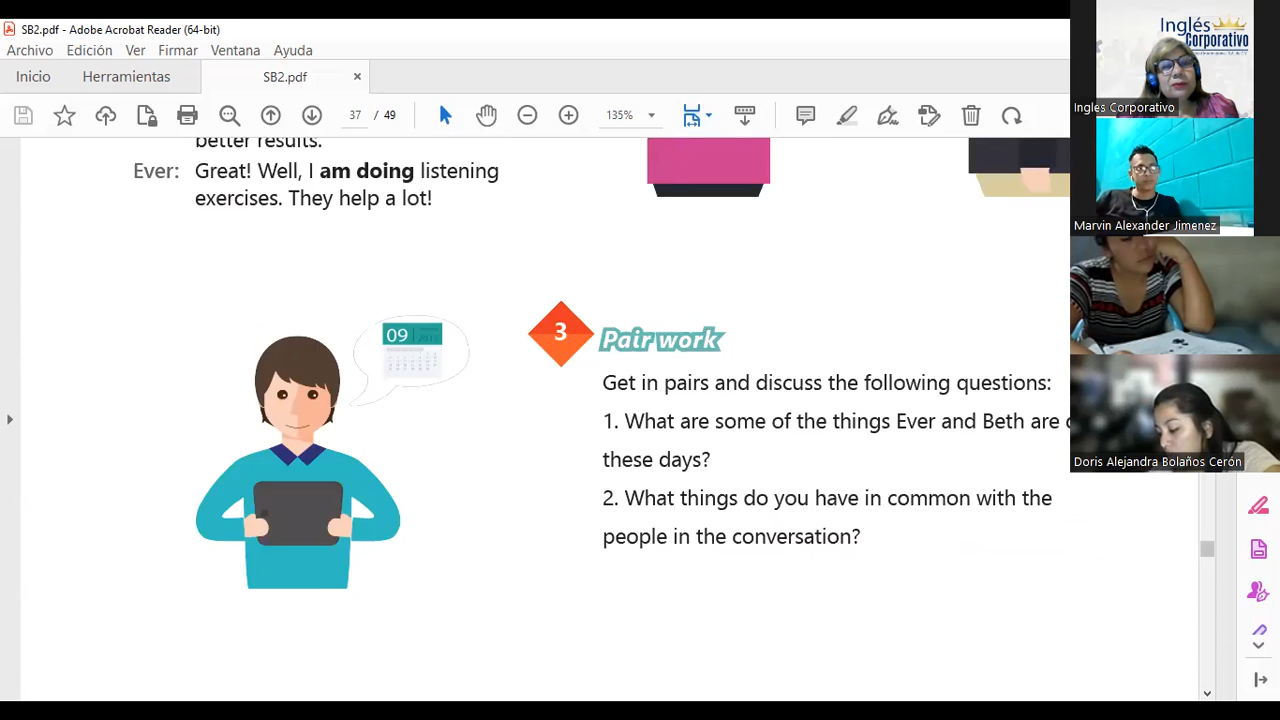 SB2.pdf - Adobe Acrobat Reader (64-bit)
Archivo Edición Ver Firmar Ventana Ayuda
Inicio Herramientas SB2.pdf ×
37 / 49 135%
better results.
Ever: Great! Well, I am doing listening
exercises. They help a lot!
09
3 Pair work
Get in pairs and discuss the following questions:
1. What are some of the things Ever and Beth are
these days?
2. What things do you have in common with the
people in the conversation?
Inglés
Corporativo
Ingles Corporativo
Marvin Alexander Jimenez
Doris Alejandra Bolaños Cerón